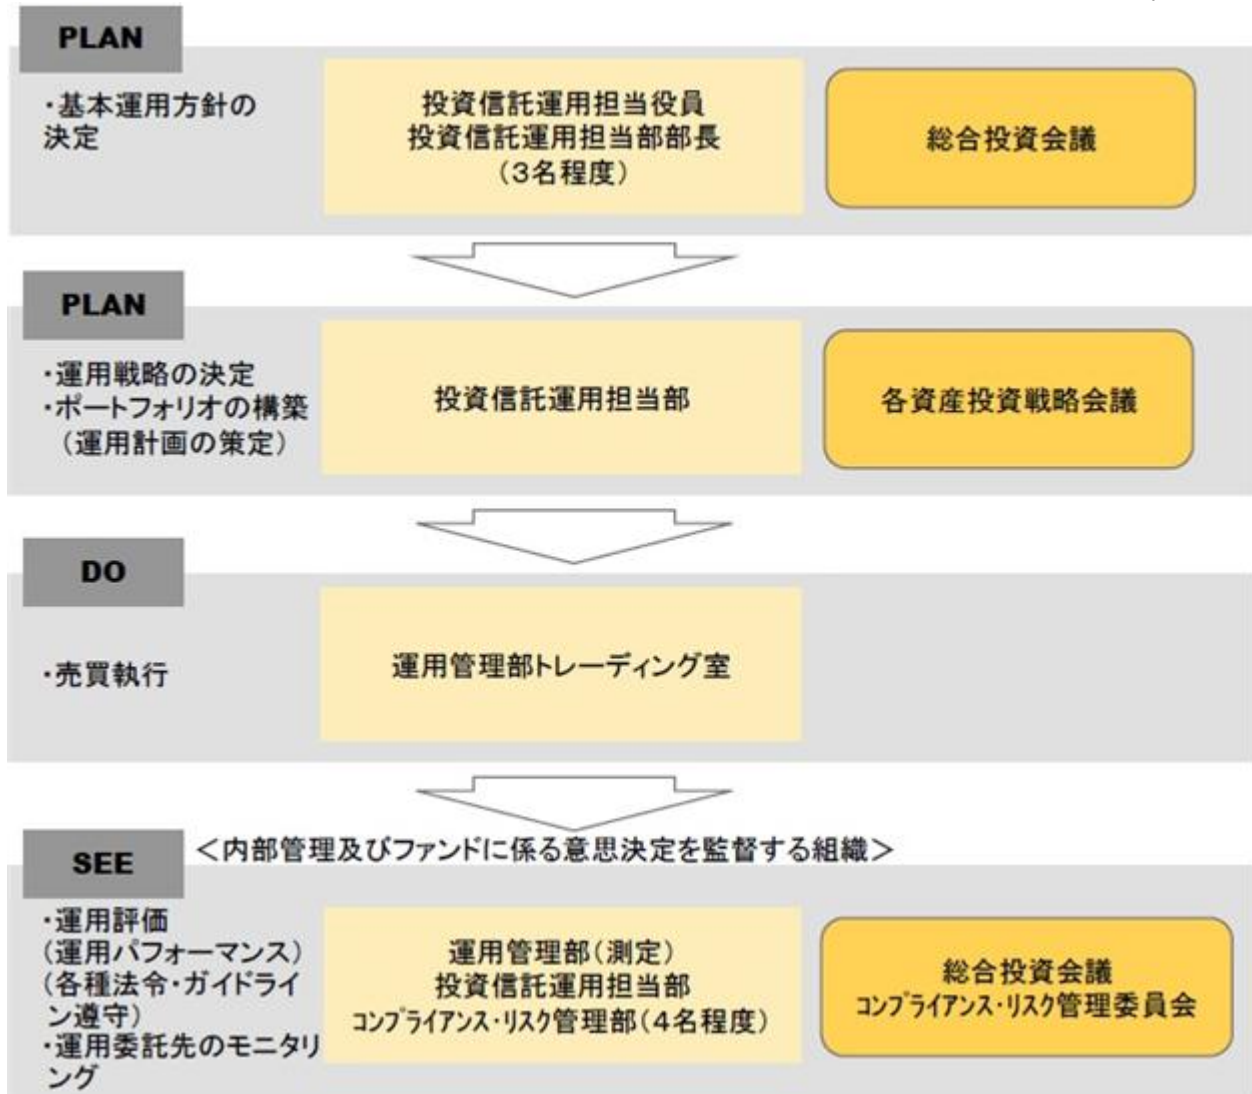 PLAN
・基本運用方針の
決定
投資信託運用担当役員
投資信託運用担当部部長
(3名程度)
総合投資会議
PLAN
・運用戦略の決定
・ポートフォリオの構築
(運用計画の策定)
投資信託運用担当部
各資産投資戦略会議
DO
・売買執行
運用管理部トレーディング室
SEE
＜内部管理及びファンドに係る意思決定を監督する組織＞
・運用評価
(運用パフォーマンス)
(各種法令・ガイドライ
ン遵守)
・運用委託先のモニタリ
ング
運用管理部(測定)
投資信託運用担当部
ｺﾝﾌﾟﾗｲｱﾝｽ・ﾘｽｸ管理部(4名程度)
総合投資会議
ｺﾝﾌﾟﾗｲｱﾝｽ・ﾘｽｸ管理委員会